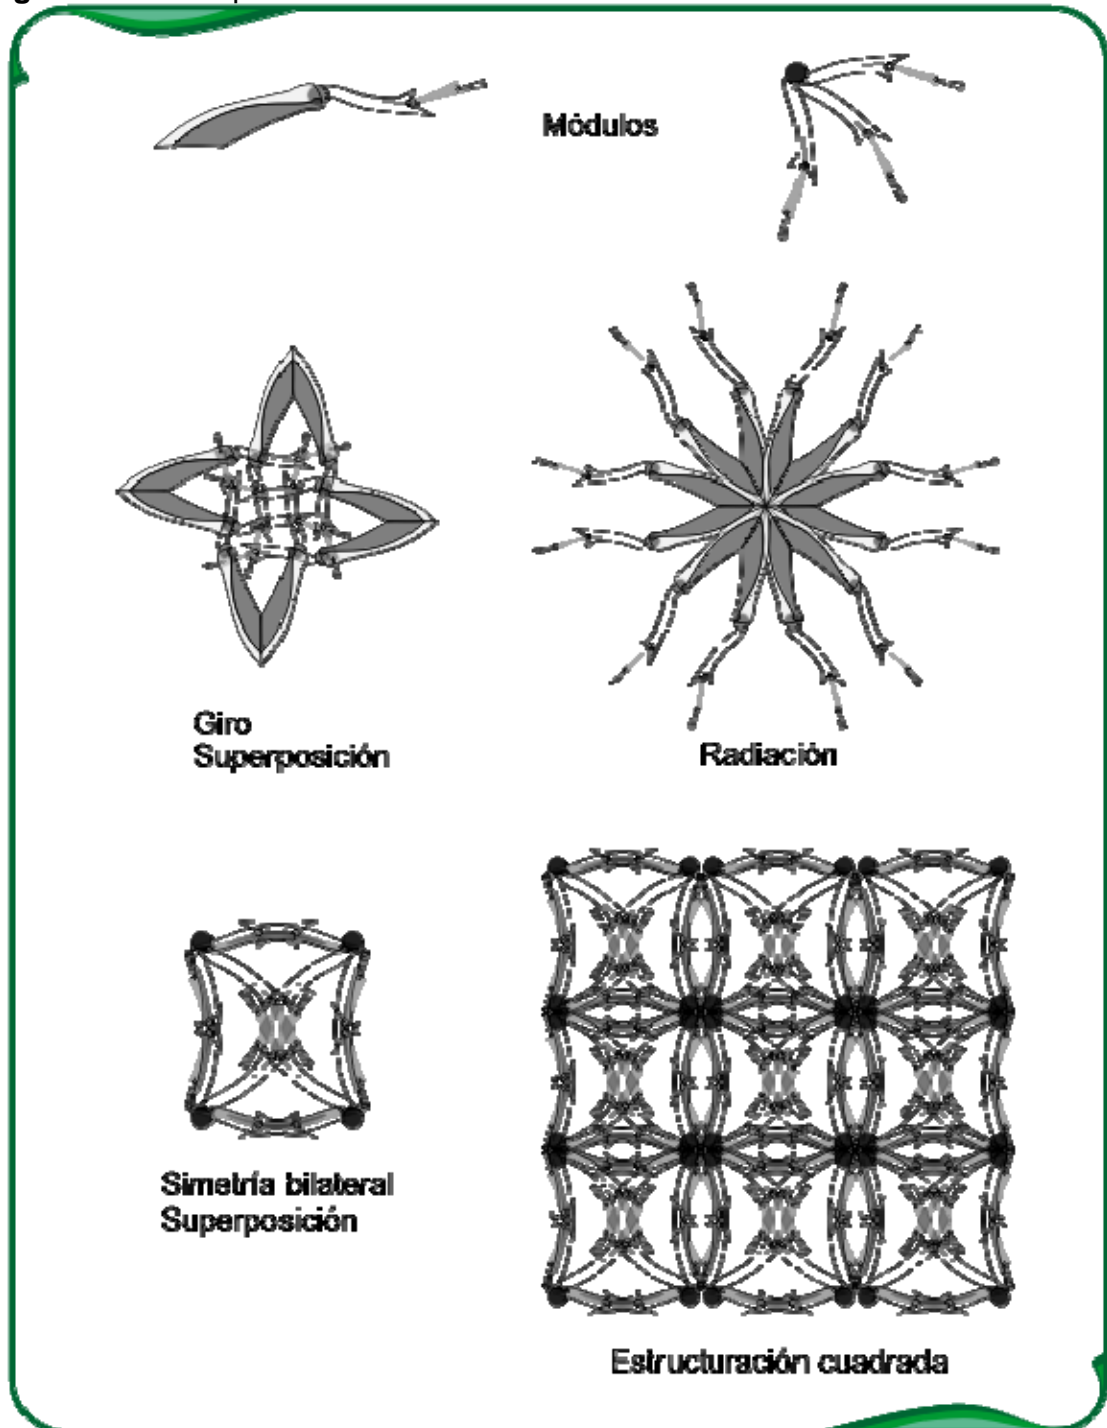 Módulos
Giro
Superposición
Radiación
Simetría bilateral
Superposición
Estructuración cuadrada